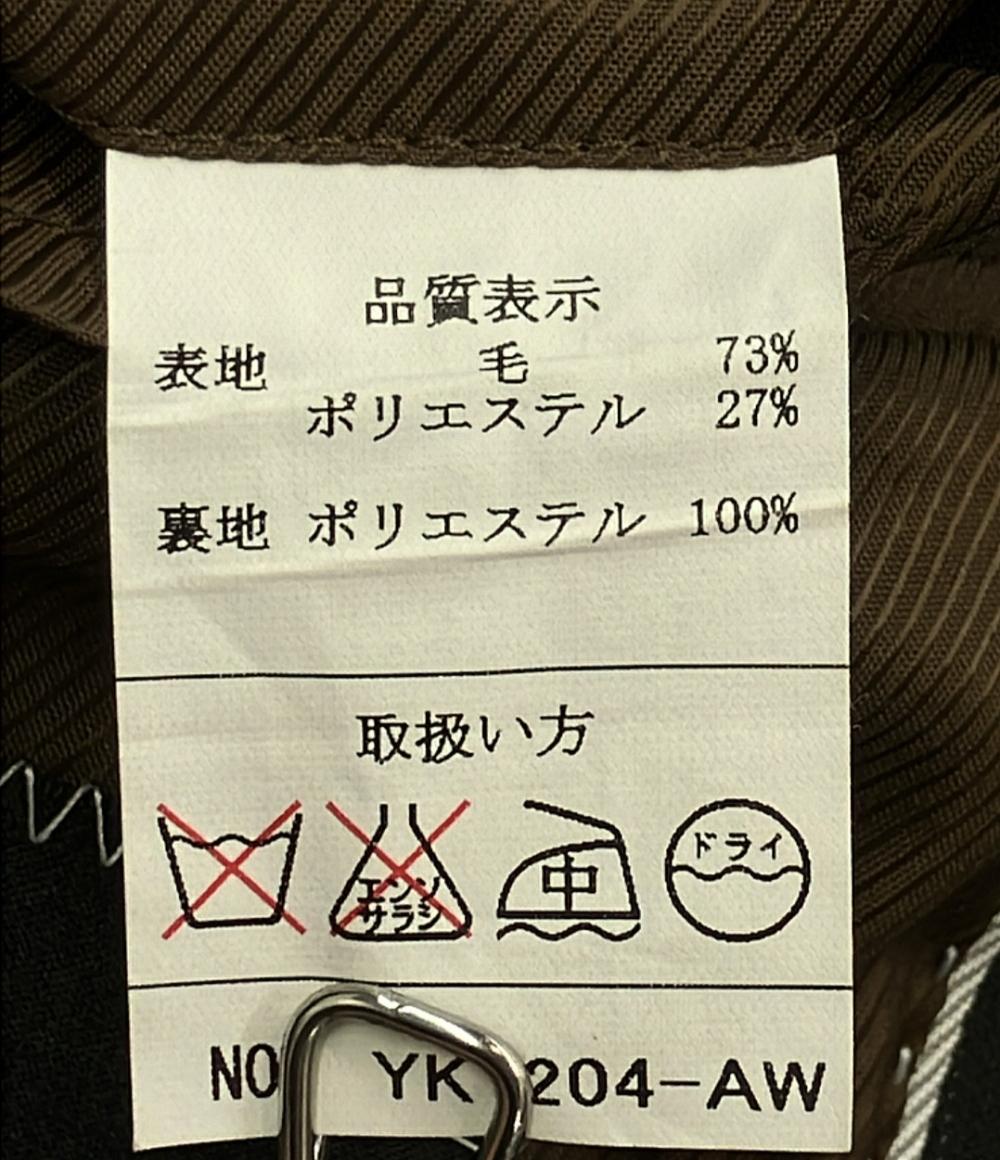 品質表示
表地 毛 73%
ポリエステル 27%
裏地 ポリエステル 100%
取扱い方
エンソ
サラシ
中
ドライ
NO YK 204-AW